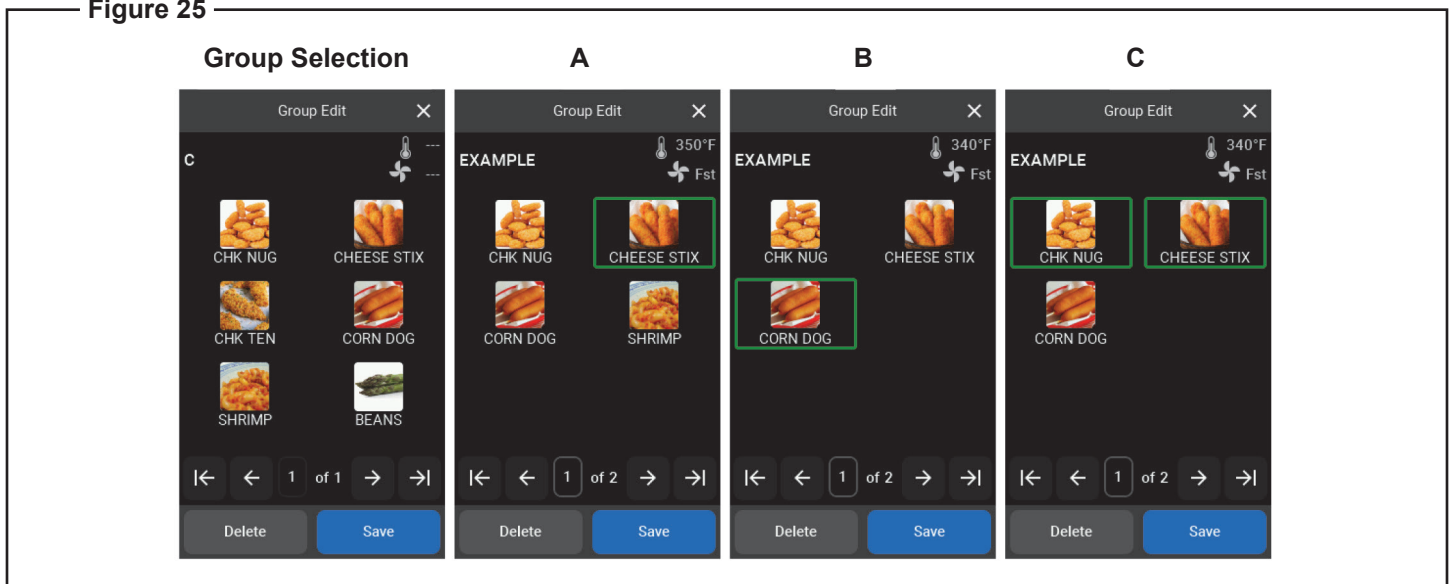 Figure 25
Group Selection
Group Edit
C
---
---
CHK NUG
CHEESE STIX
CHK TEN
CORN DOG
SHRIMP
BEANS
1 of 1
Delete
Save
A
Group Edit
EXAMPLE
350°F
Fst
CHK NUG
CHEESE STIX
CORN DOG
SHRIMP
1 of 2
Delete
Save
B
Group Edit
EXAMPLE
340°F
Fst
CHK NUG
CHEESE STIX
CORN DOG
1 of 2
Delete
Save
C
Group Edit
EXAMPLE
340°F
Fst
CHK NUG
CHEESE STIX
CORN DOG
1 of 2
Delete
Save